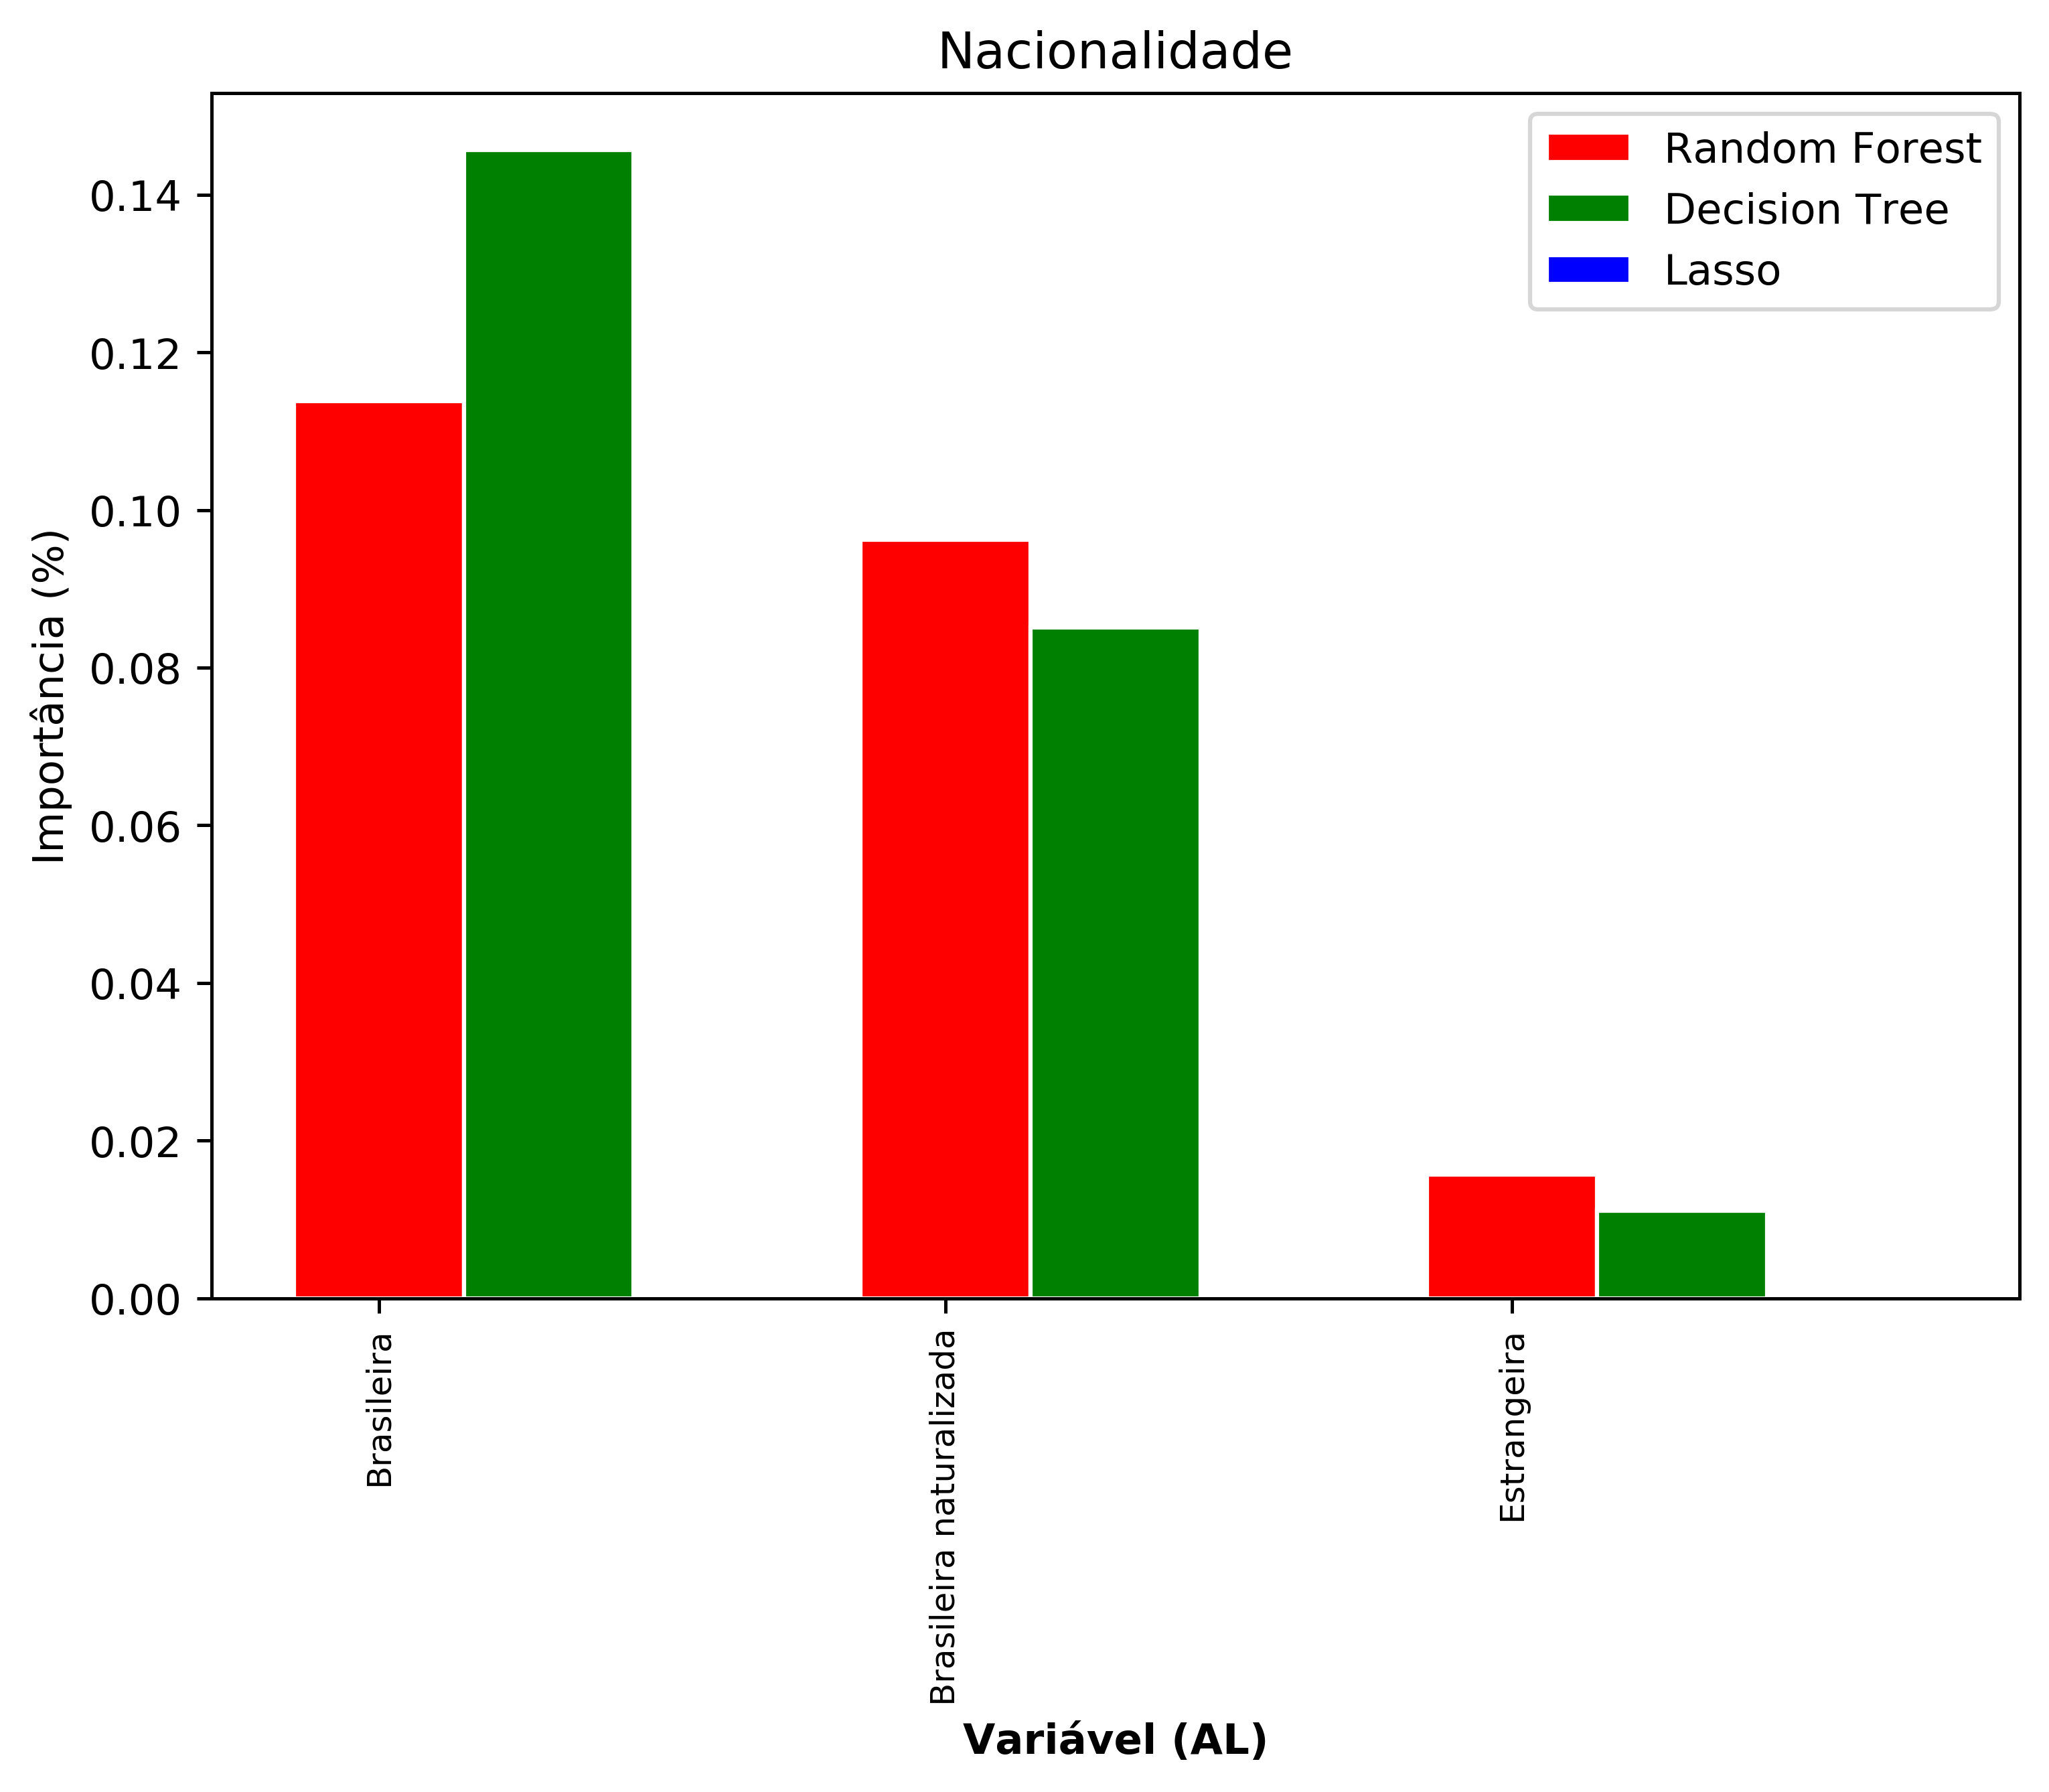 Nacionalidade
Random Forest
Decision Tree
Lasso
Importância (%)
0.14
0.12
0.10
0.08
0.06
0.04
0.02
0.00
Brasileira
Brasileira naturalizada
Estrangeira
Variável (AL)